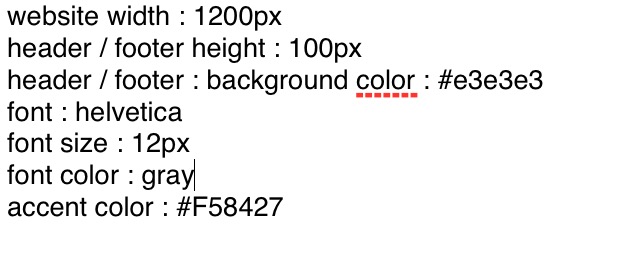 website width : 1200px
header / footer height : 100px
header / footer : background color : #e3e3e3
font : helvetica
font size : 12px
font color : gray
accent color : #F58427